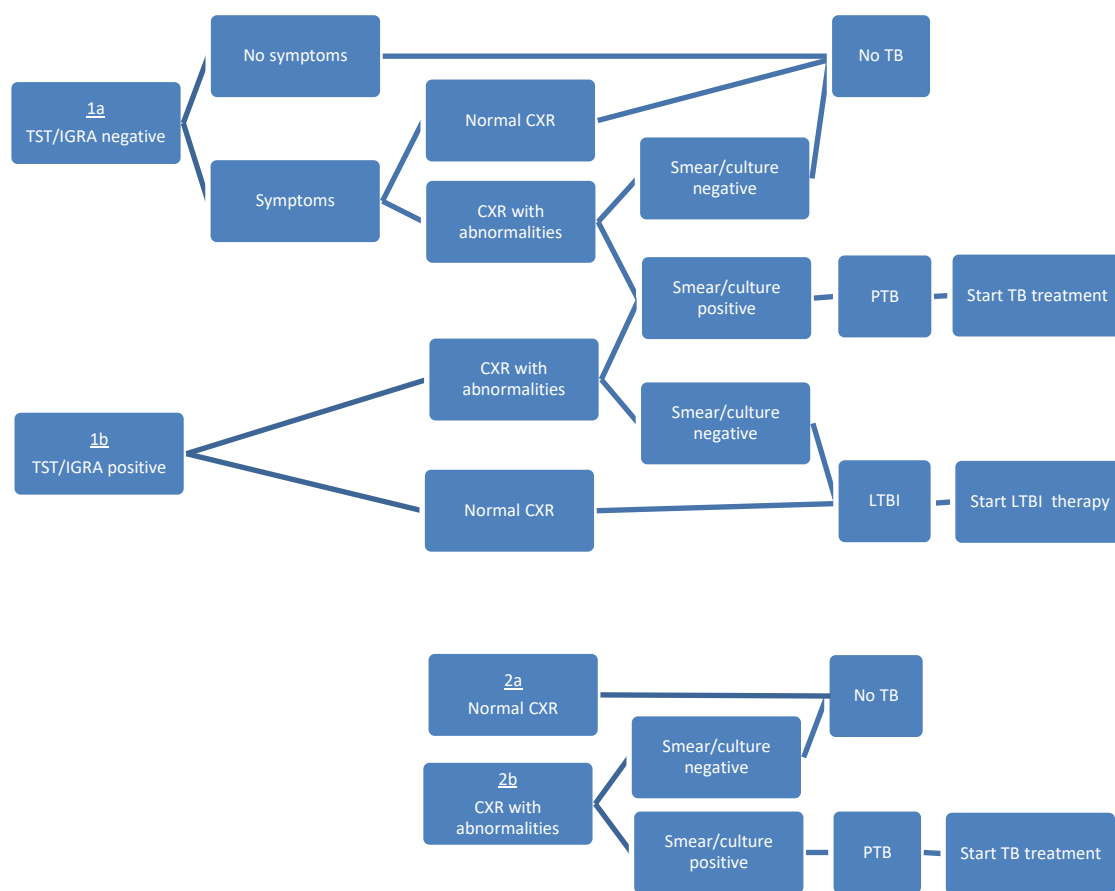 No symptoms
No TB
1a
TST/IGRA negative
Normal CXR
Smear/culture
negative
Symptoms
CXR with
abnormalities
Smear/culture
positive
PTB
Start TB treatment
CXR with
abnormalities
Smear/culture
negative
1b
TST/IGRA positive
Normal CXR
LTBI
Start LTBI therapy
2a
Normal CXR
No TB
Smear/culture
negative
2b
CXR with
abnormalities
Smear/culture
positive
PTB
Start TB treatment